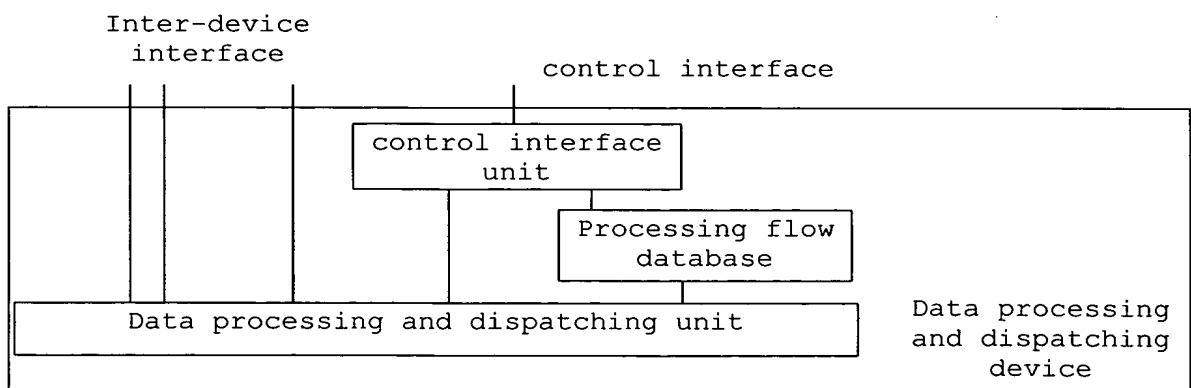 Inter-device
interface
control interface
control interface
unit
Processing flow
database
Data processing and dispatching unit
Data processing
and dispatching
device